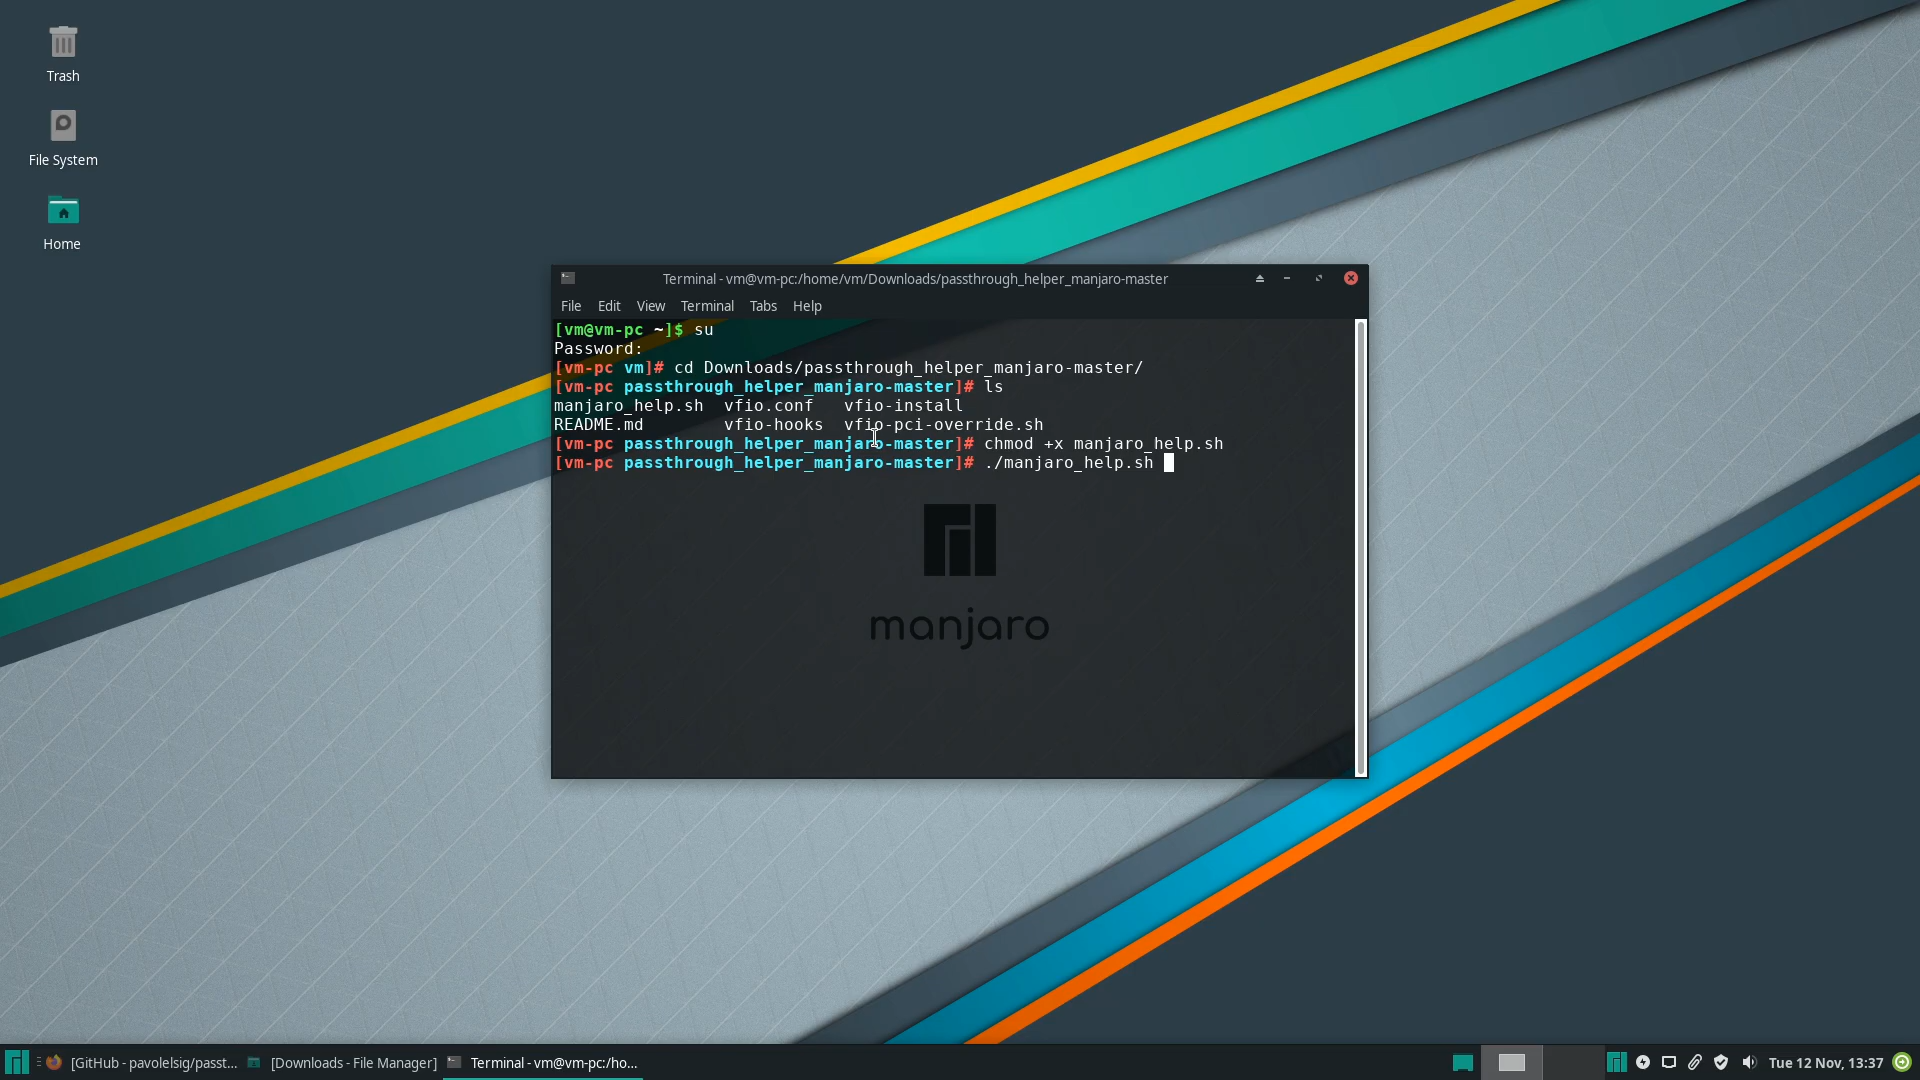 Trash
File System
Home
Terminal - vm@vm-pc:/home/vm/Downloads/passthrough_helper_manjaro-master
File Edit View Terminal Tabs Help
[vm@vm-pc ~]$ su
Password:
[vm-pc vm]# cd Downloads/passthrough_helper_manjaro-master/
[vm-pc passthrough_helper_manjaro-master]# ls
manjaro_help.sh vfio.conf vfio-install
README.md vfio-hooks vfio-pci-override.sh
[vm-pc passthrough_helper_manjaro-master]# chmod +x manjaro_help.sh
[vm-pc passthrough_helper_manjaro-master]# ./manjaro_help.sh
manjaro
[GitHub - pavolelsig/passt... [Downloads - File Manager] Terminal - vm@vm-pc:/ho... Tue 12 Nov, 13:37